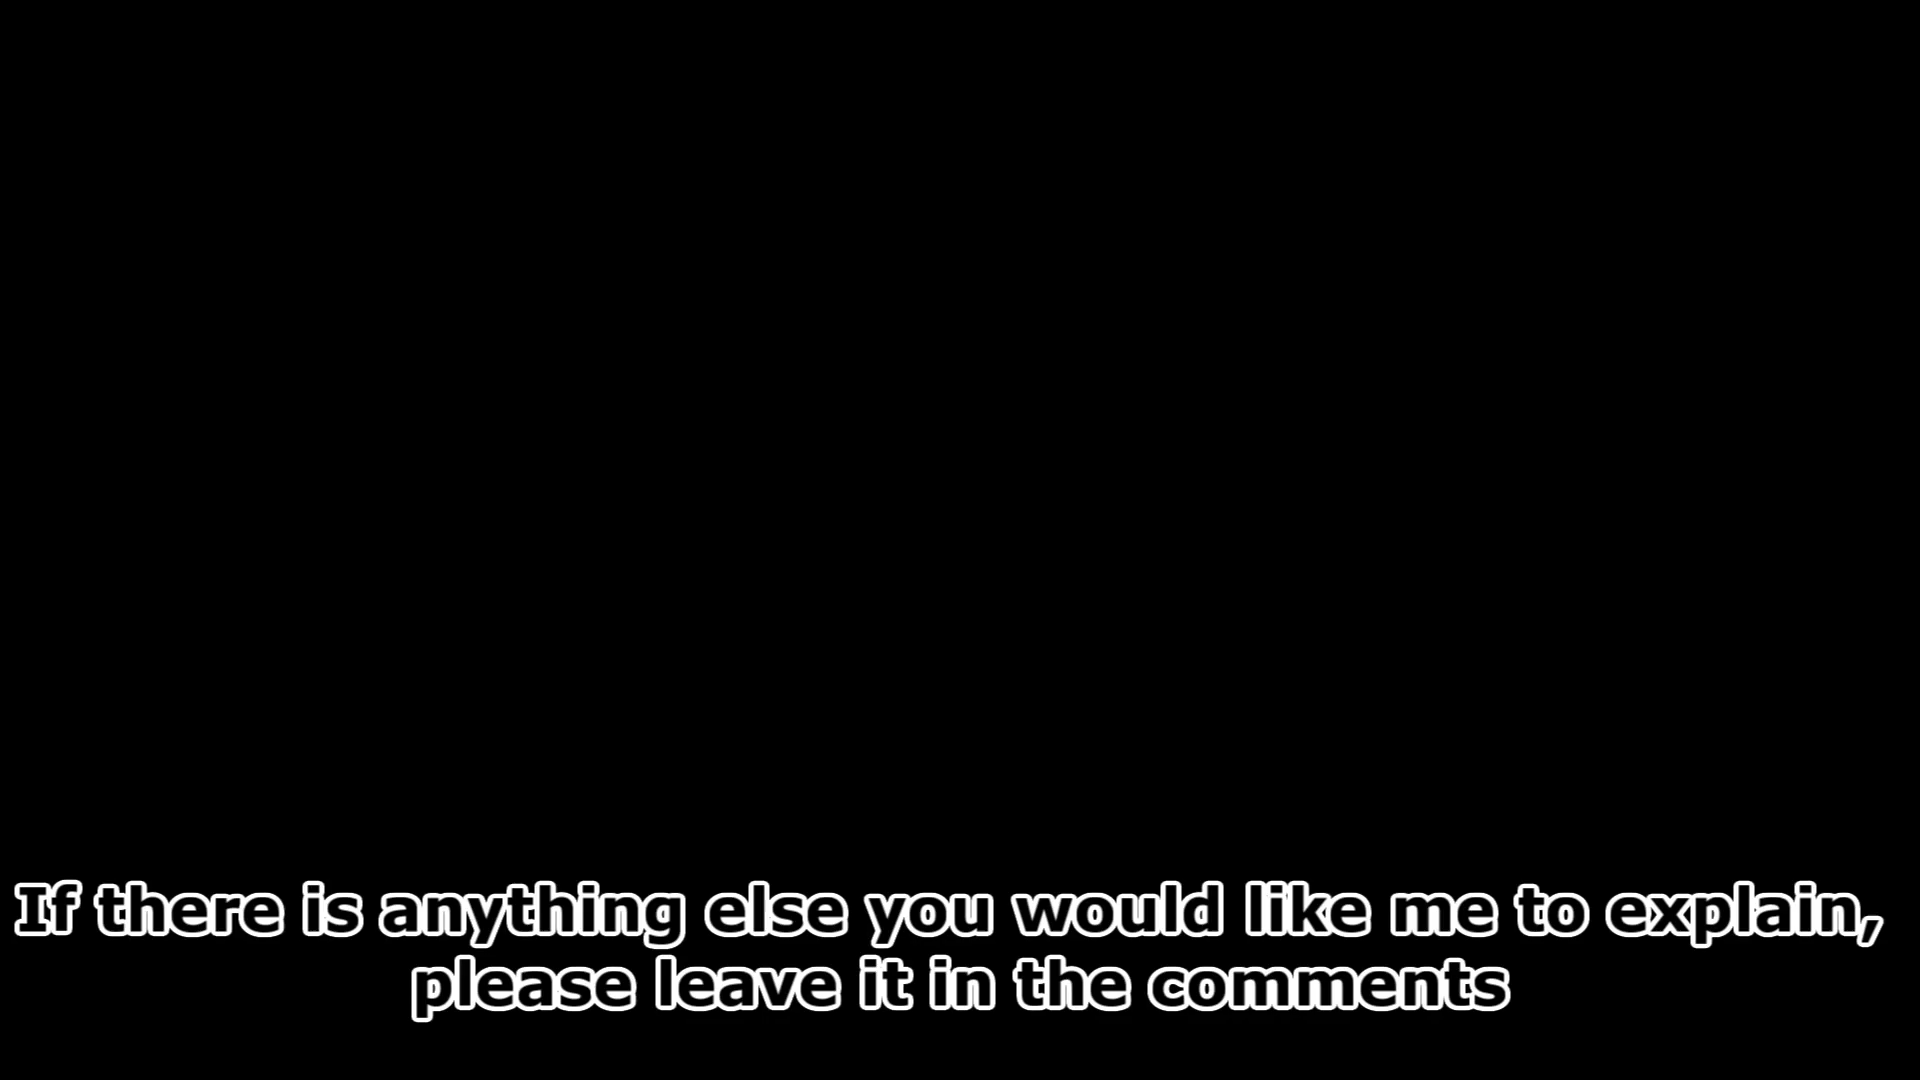 If there is anything else you would like me to explain,
please leave it in the comments